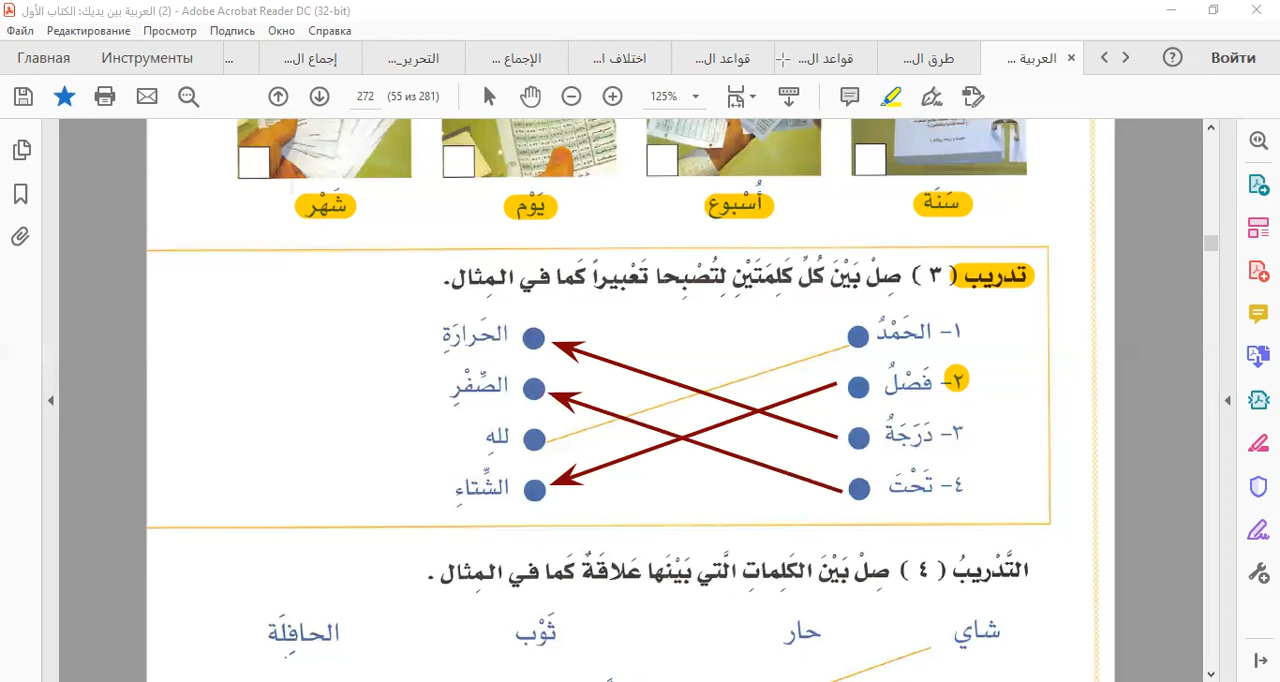 العربية بين يديك: الكتاب الأول (2) - Adobe Acrobat Reader DC (32-bit)
Файл Редактирование Просмотр Подпись Окно Справка
Главная Инструменты ... إجماع ال... التحرير_... الإجماع ... اختلاف ا... قواعد ال... قواعد ال... طرق ال... العربية ... × Войти
272 (55 из 281) 125%
سَنَة أُسْبوع يَوْم شَهْر
تدريب ( ٣ ) صِلْ بَيْنَ كُلِّ كَلِمَتَيْنِ لِتُصْبِحا تَعْبيراً كَما في المِثال.
١- الحَمْدُ الحَرارَةِ
٢- فَصْلُ الصِّفْرِ
٣- دَرَجَةُ للهِ
٤- تَحْتَ الشِّتاءِ
التَّدْريبُ ( ٤ ) صِلْ بَيْنَ الكَلِماتِ الَّتي بَيْنَها عَلاقَةٌ كَما في المِثال .
شاي حار ثَوْب الحافِلَة